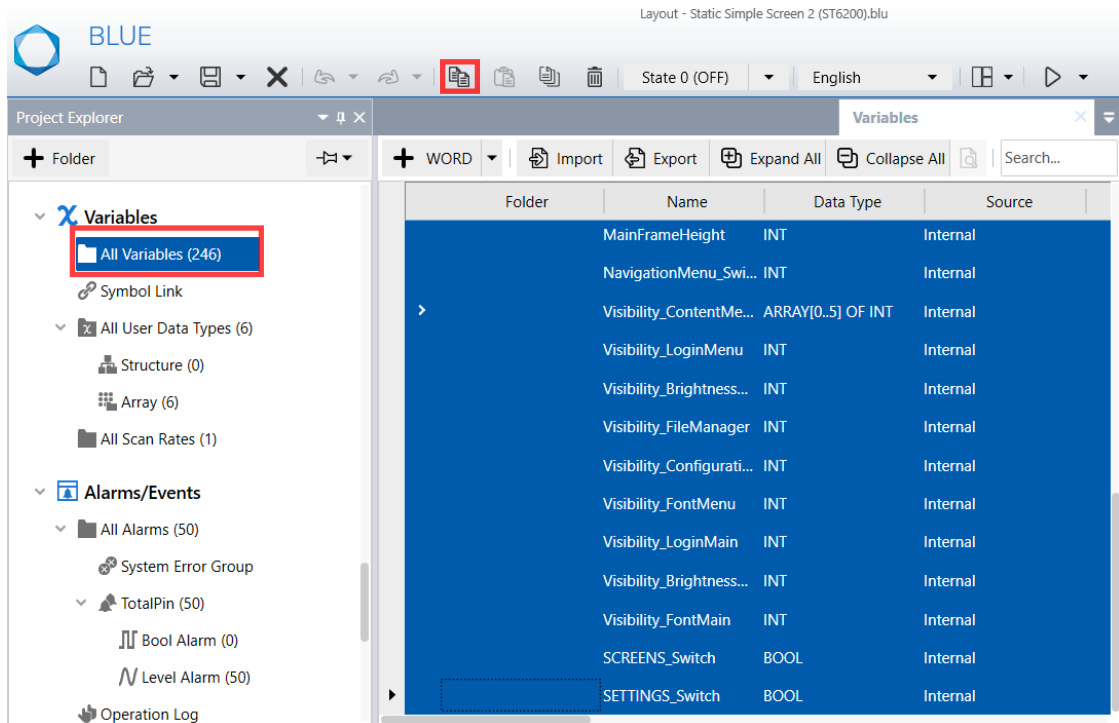 Layout - Static Simple Screen 2 (ST6200).blu
BLUE
State 0 (OFF) English
Project Explorer
Variables
Folder
WORD Import Export Expand All Collapse All Search...
Folder Name Data Type Source
Variables
All Variables (246)
Symbol Link
All User Data Types (6)
Structure (0)
Array (6)
All Scan Rates (1)
Alarms/Events
All Alarms (50)
System Error Group
TotalPin (50)
Bool Alarm (0)
Level Alarm (50)
Operation Log
MainFrameHeight INT Internal
NavigationMenu_Swi... INT Internal
Visibility_ContentMe... ARRAY[0..5] OF INT Internal
Visibility_LoginMenu INT Internal
Visibility_Brightness... INT Internal
Visibility_FileManager INT Internal
Visibility_Configurati... INT Internal
Visibility_FontMenu INT Internal
Visibility_LoginMain INT Internal
Visibility_Brightness... INT Internal
Visibility_FontMain INT Internal
SCREENS_Switch BOOL Internal
SETTINGS_Switch BOOL Internal